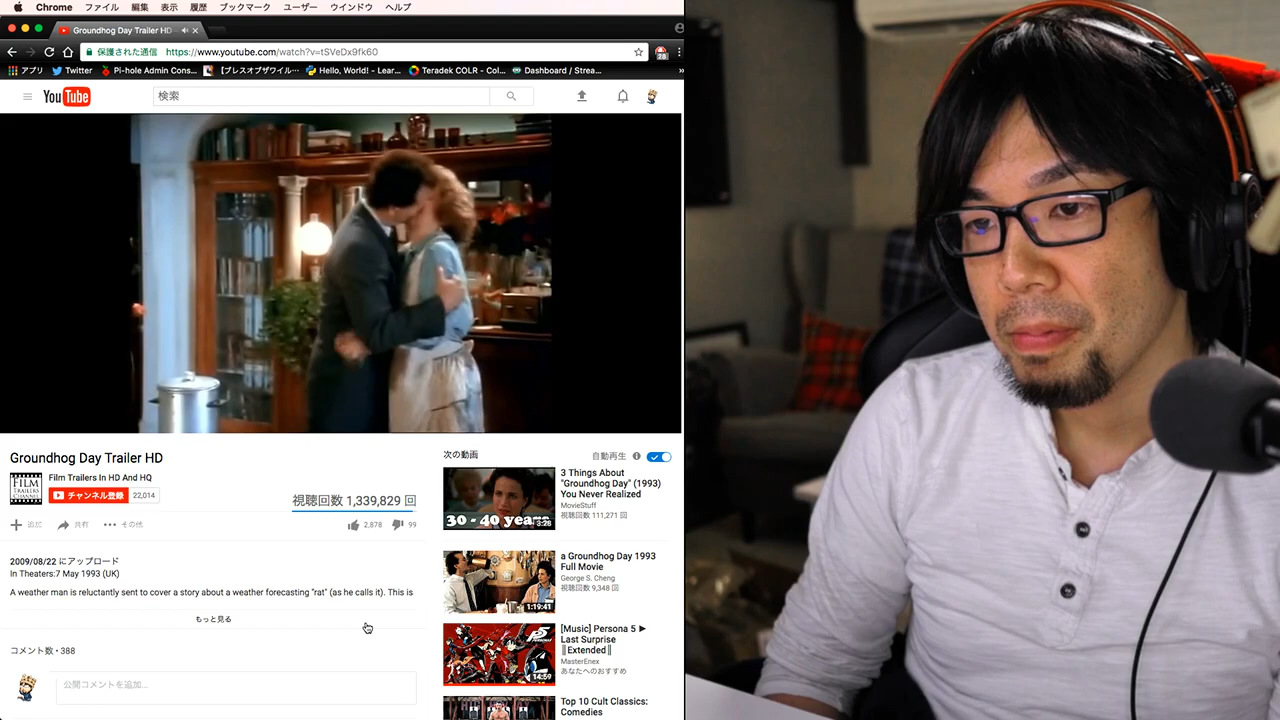 Chrome ファイル 編集 表示 履歴 ブックマーク ユーザー ウインドウ ヘルプ
Groundhog Day Trailer HD
保護された通信 https://www.youtube.com/watch?v=tSVeDx9fk60
28
アプリ Twitter Pi-hole Admin Cons... 【プレスオブザワイル… Hello, World! - Lear... Teradek COLR - Col... Dashboard / Strea... »
YouTube 検索
Groundhog Day Trailer HD
FILM TRAILERS CHANNEL
Film Trailers In HD And HQ
チャンネル登録 22,014
視聴回数 1,339,829 回
追加 共有 その他 2,878 99
2009/08/22 にアップロード
In Theaters:7 May 1993 (UK)
A weather man is reluctantly sent to cover a story about a weather forecasting "rat" (as he calls it). This is
もっと見る
コメント数・388
公開コメントを追加...
次の動画 自動再生
30 - 40 years
3:28
3 Things About
"Groundhog Day" (1993)
You Never Realized
MovieStuff
視聴回数 111,271 回
1:19:41
a Groundhog Day 1993
Full Movie
George S. Cheng
視聴回数 9,348 回
14:59
[Music] Persona 5 ►
Last Surprise
║Extended║
MasterEnex
あなたへのおすすめ
Top 10 Cult Classics:
Comedies